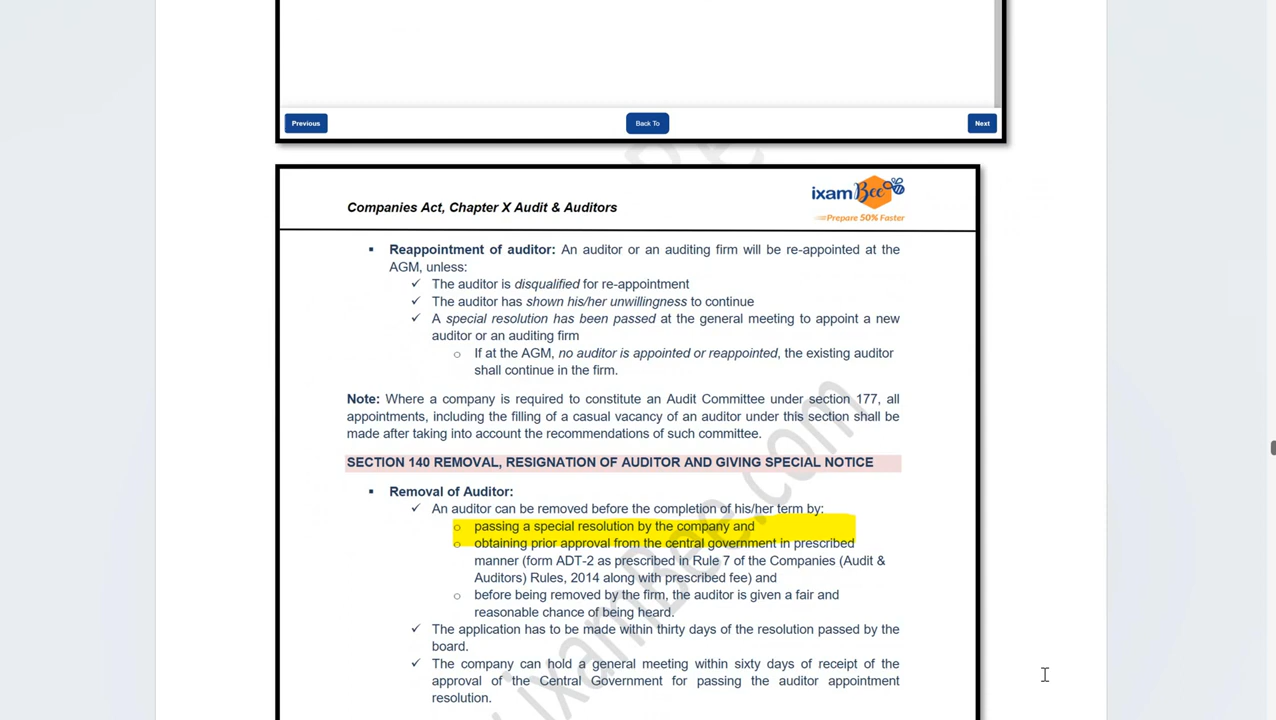 Previous
Back To
Next
Companies Act, Chapter X Audit & Auditors
ixam Bee
Prepare 50% Faster
▪ Reappointment of auditor: An auditor or an auditing firm will be re-appointed at the
AGM, unless:
✓ The auditor is disqualified for re-appointment
✓ The auditor has shown his/her unwillingness to continue
✓ A special resolution has been passed at the general meeting to appoint a new
auditor or an auditing firm
o If at the AGM, no auditor is appointed or reappointed, the existing auditor
shall continue in the firm.
Note: Where a company is required to constitute an Audit Committee under section 177, all
appointments, including the filling of a casual vacancy of an auditor under this section shall be
made after taking into account the recommendations of such committee.
SECTION 140 REMOVAL, RESIGNATION OF AUDITOR AND GIVING SPECIAL NOTICE
▪ Removal of Auditor:
✓ An auditor can be removed before the completion of his/her term by:
o passing a special resolution by the company and
o obtaining prior approval from the central government in prescribed
manner (form ADT-2 as prescribed in Rule 7 of the Companies (Audit &
Auditors) Rules, 2014 along with prescribed fee) and
o before being removed by the firm, the auditor is given a fair and
reasonable chance of being heard.
✓ The application has to be made within thirty days of the resolution passed by the
board.
✓ The company can hold a general meeting within sixty days of receipt of the
approval of the Central Government for passing the auditor appointment
resolution.
ixamBee.com